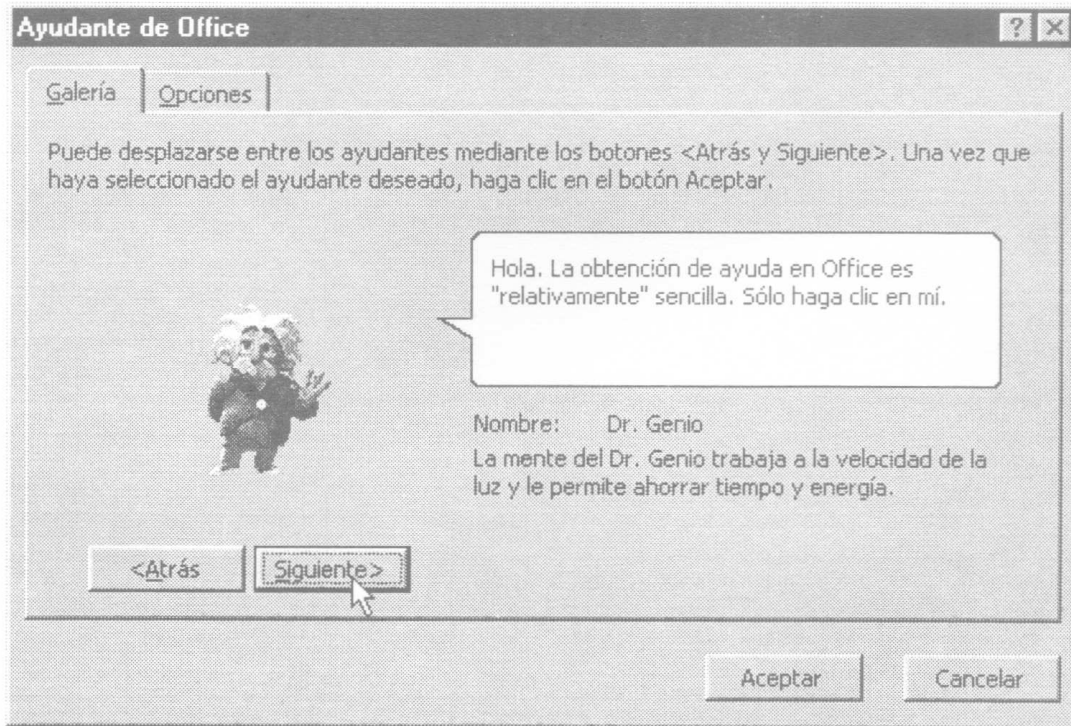 Ayudante de Office
Galería
Opciones
Puede desplazarse entre los ayudantes mediante los botones <Atrás y Siguiente>. Una vez que
haya seleccionado el ayudante deseado, haga clic en el botón Aceptar.
Hola. La obtención de ayuda en Office es
"relativamente" sencilla. Sólo haga clic en mí.
Nombre: Dr. Genio
La mente del Dr. Genio trabaja a la velocidad de la
luz y le permite ahorrar tiempo y energía.
<Atrás
Siguiente>
Aceptar
Cancelar